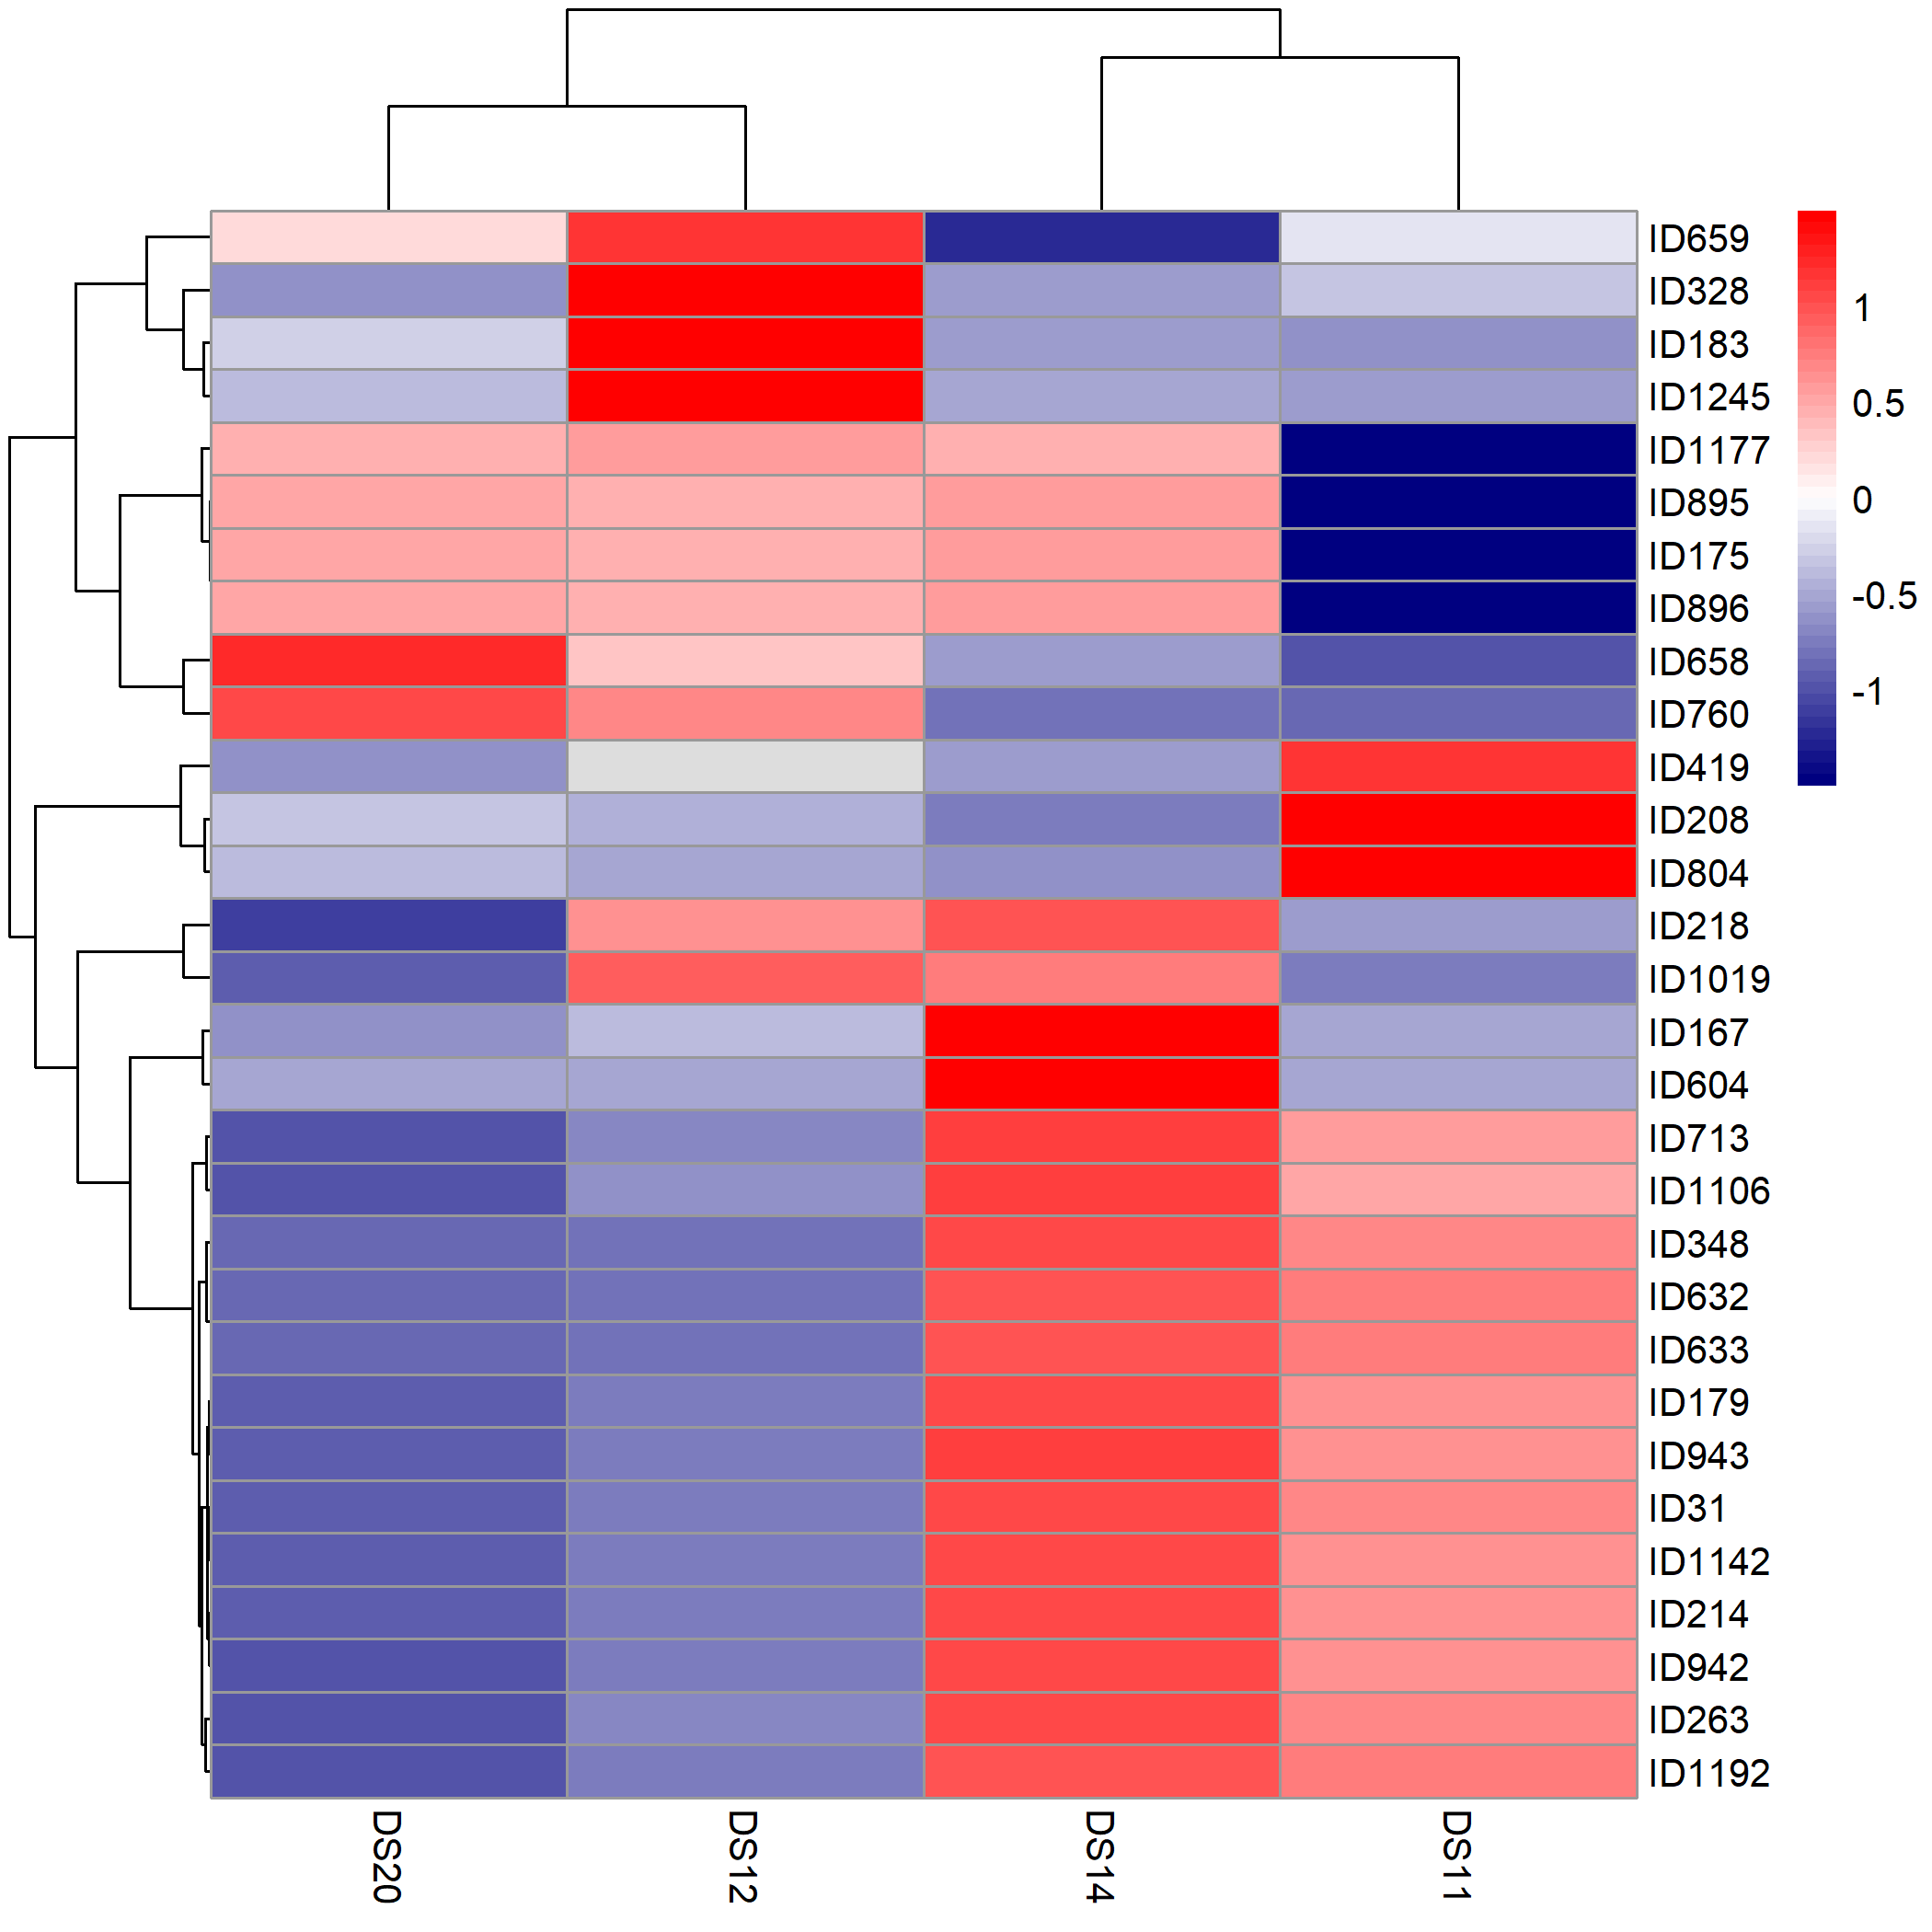 ID659
ID328
ID183
ID1245
ID1177
ID895
ID175
ID896
ID658
ID760
ID419
ID208
ID804
ID218
ID1019
ID167
ID604
ID713
ID1106
ID348
ID632
ID633
ID179
ID943
ID31
ID1142
ID214
ID942
ID263
ID1192
1
0.5
0
-0.5
-1
DS20
DS12
DS14
DS11